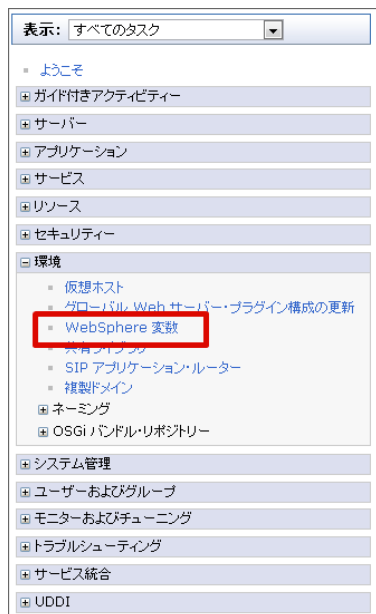 表示: すべてのタスク
ようこそ
ガイド付きアクティビティー
サーバー
アプリケーション
サービス
リソース
セキュリティー
環境
仮想ホスト
グローバル Web サーバー・プラグイン構成の更新
WebSphere 変数
共有ライブラリー
SIP アプリケーション・ルーター
複製ドメイン
ネーミング
OSGi バンドル・リポジトリー
システム管理
ユーザーおよびグループ
モニターおよびチューニング
トラブルシューティング
サービス統合
UDDI